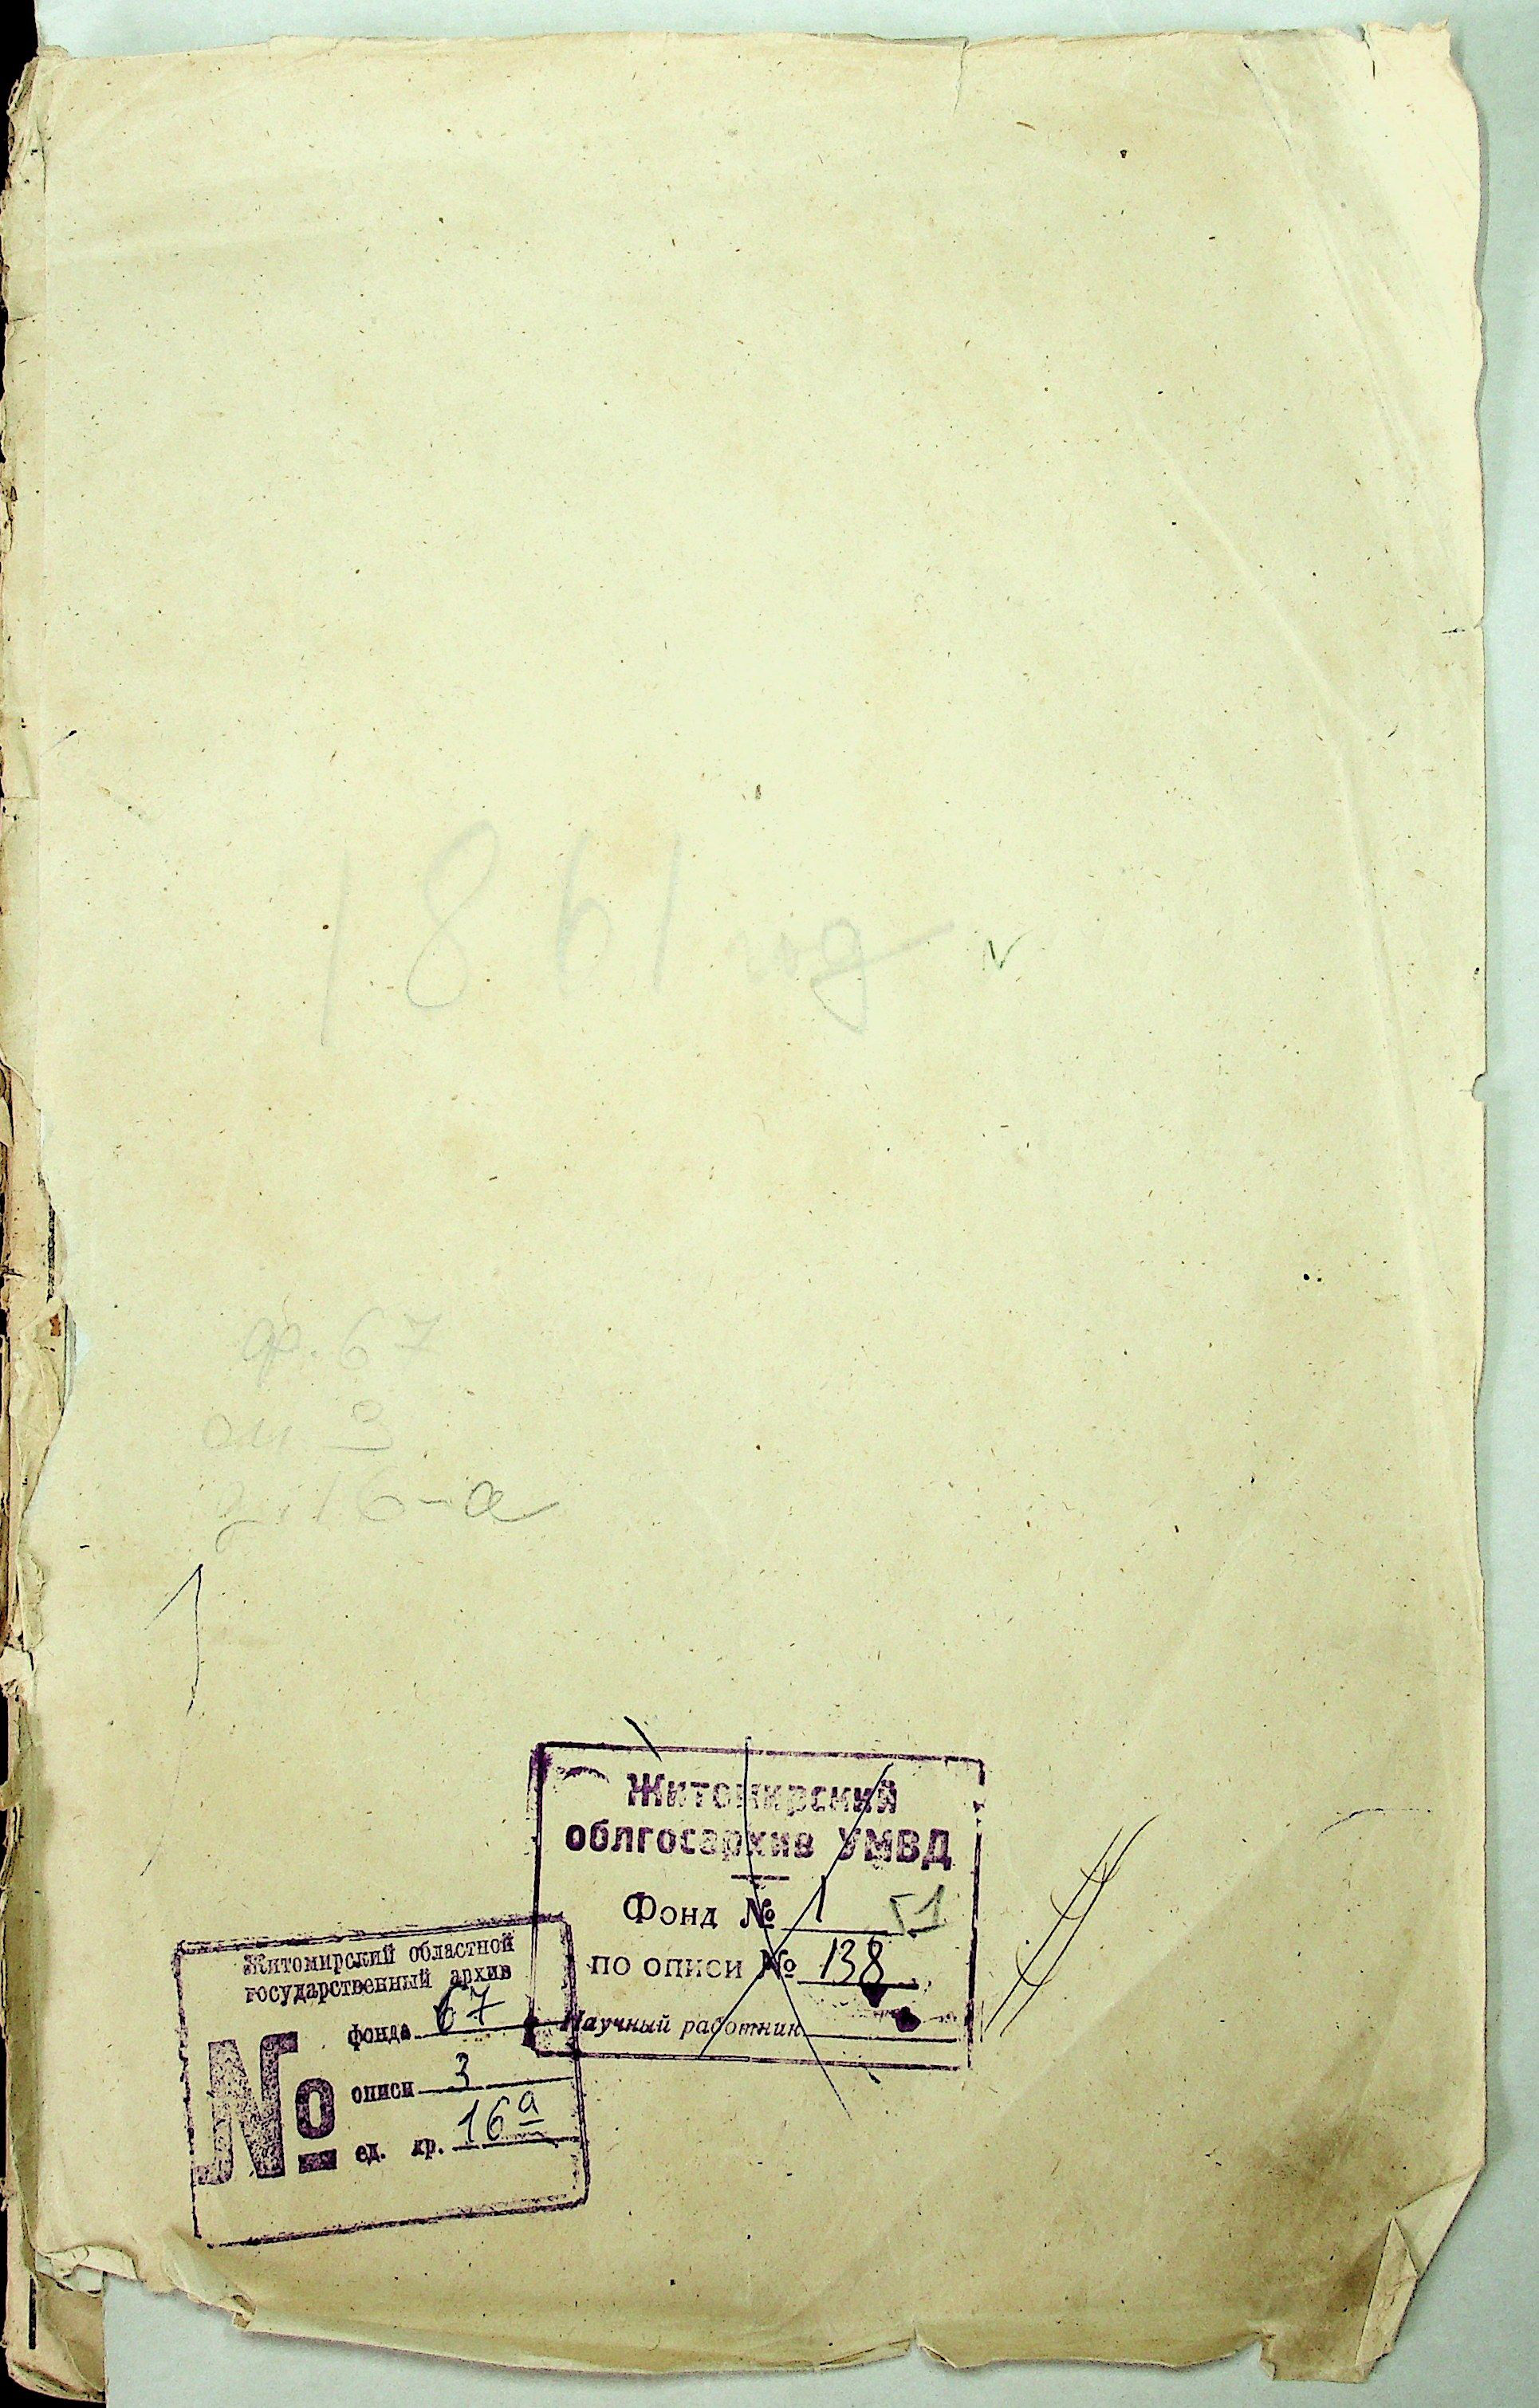 1861 год
ф. 67
оп 3
д. 16-а
Житомирский
облгосархив УМВД
Фонд № 1 51
по описи № 138
Научный работник
Житомирский областной
государственный архив
№
фонда 67
описи 3
ед. хр. 16а